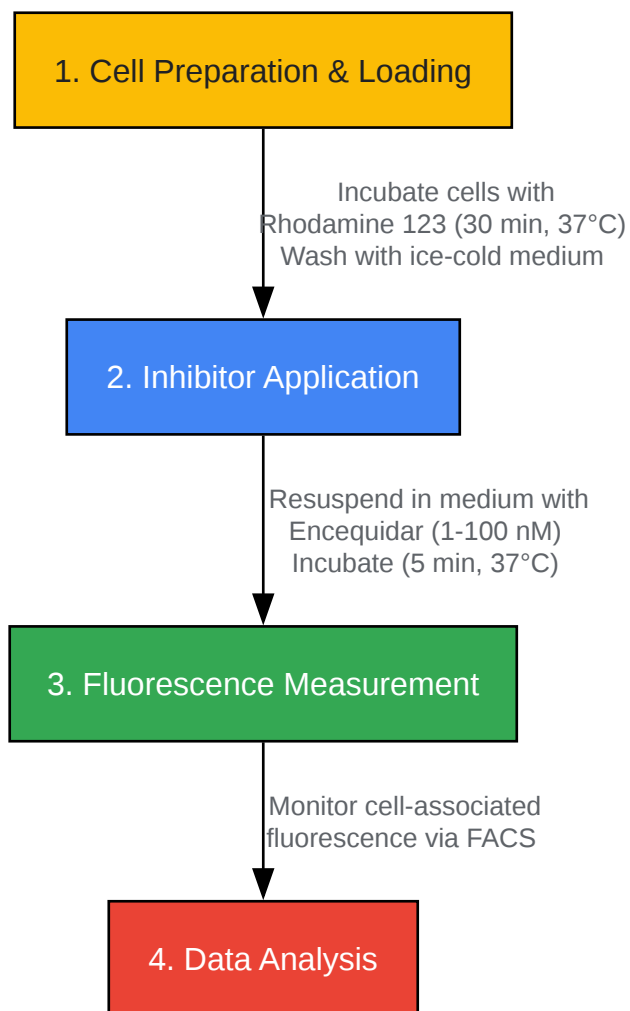 1. Cell Preparation & Loading
Incubate cells with
Rhodamine 123 (30 min, 37°C)
Wash with ice-cold medium
2. Inhibitor Application
Resuspend in medium with
Encequidar (1-100 nM)
Incubate (5 min, 37°C)
3. Fluorescence Measurement
Monitor cell-associated
fluorescence via FACS
4. Data Analysis